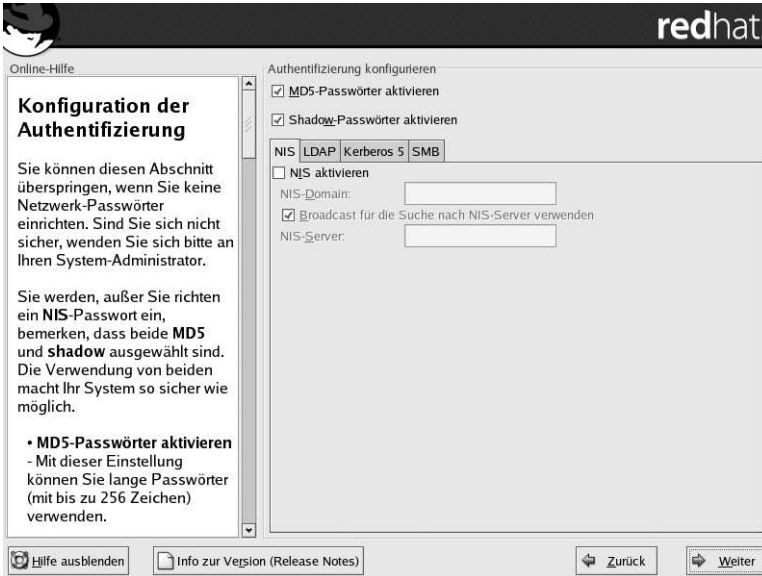 redhat
Online-Hilfe
Konfiguration der
Authentifizierung
Sie können diesen Abschnitt
überspringen, wenn Sie keine
Netzwerk-Passwörter
einrichten. Sind Sie sich nicht
sicher, wenden Sie sich bitte an
Ihren System-Administrator.
Sie werden, außer Sie richten
ein NIS-Passwort ein,
bemerken, dass beide MD5
und shadow ausgewählt sind.
Die Verwendung von beiden
macht Ihr System so sicher wie
möglich.
• MD5-Passwörter aktivieren
- Mit dieser Einstellung
können Sie lange Passwörter
(mit bis zu 256 Zeichen)
verwenden.
Authentifizierung konfigurieren
MD5-Passwörter aktivieren
Shadow-Passwörter aktivieren
NIS LDAP Kerberos 5 SMB
NIS aktivieren
NIS-Domain:
Broadcast für die Suche nach NIS-Server verwenden
NIS-Server:
Hilfe ausblenden
Info zur Version (Release Notes)
Zurück
Weiter